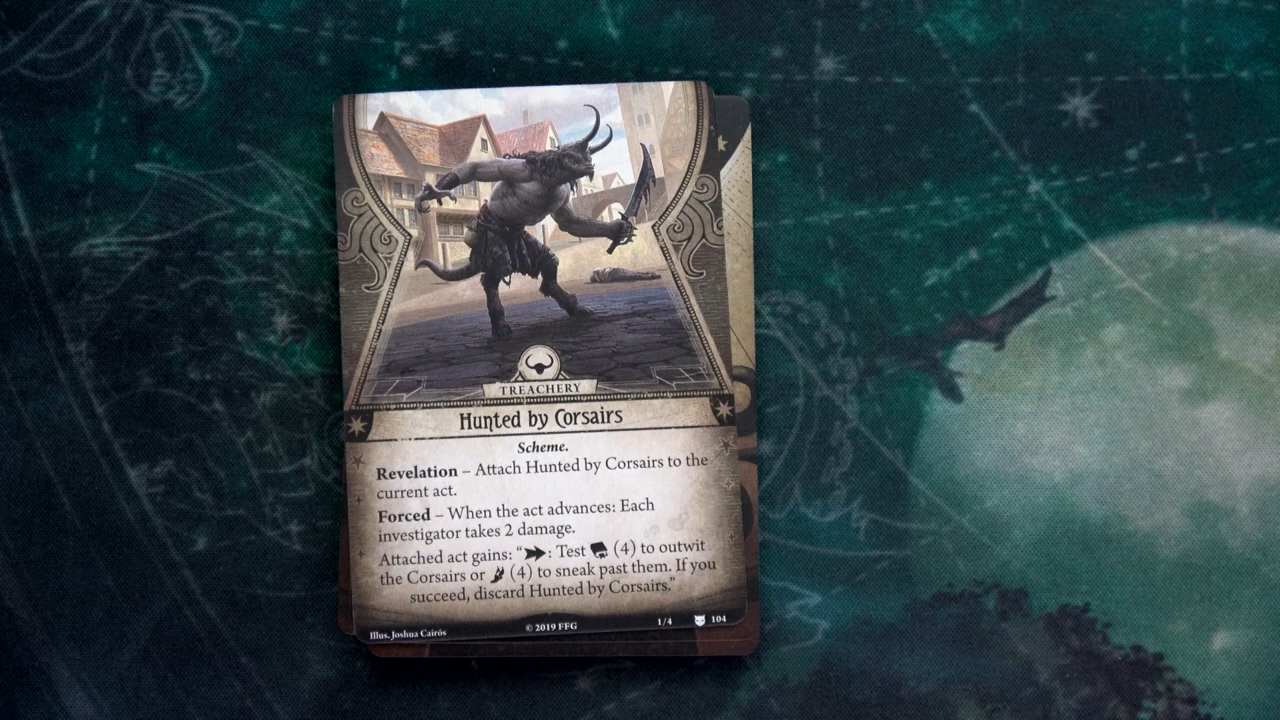 TREACHERY
Hunted by Corsairs
Scheme.
Revelation – Attach Hunted by Corsairs to the
current act.
Forced – When the act advances: Each
investigator takes 2 damage.
Attached act gains: “: Test (4) to outwit
the Corsairs or (4) to sneak past them. If you
succeed, discard Hunted by Corsairs.”
Illus. Joshua Cairós
© 2019 FFG
1/4
104